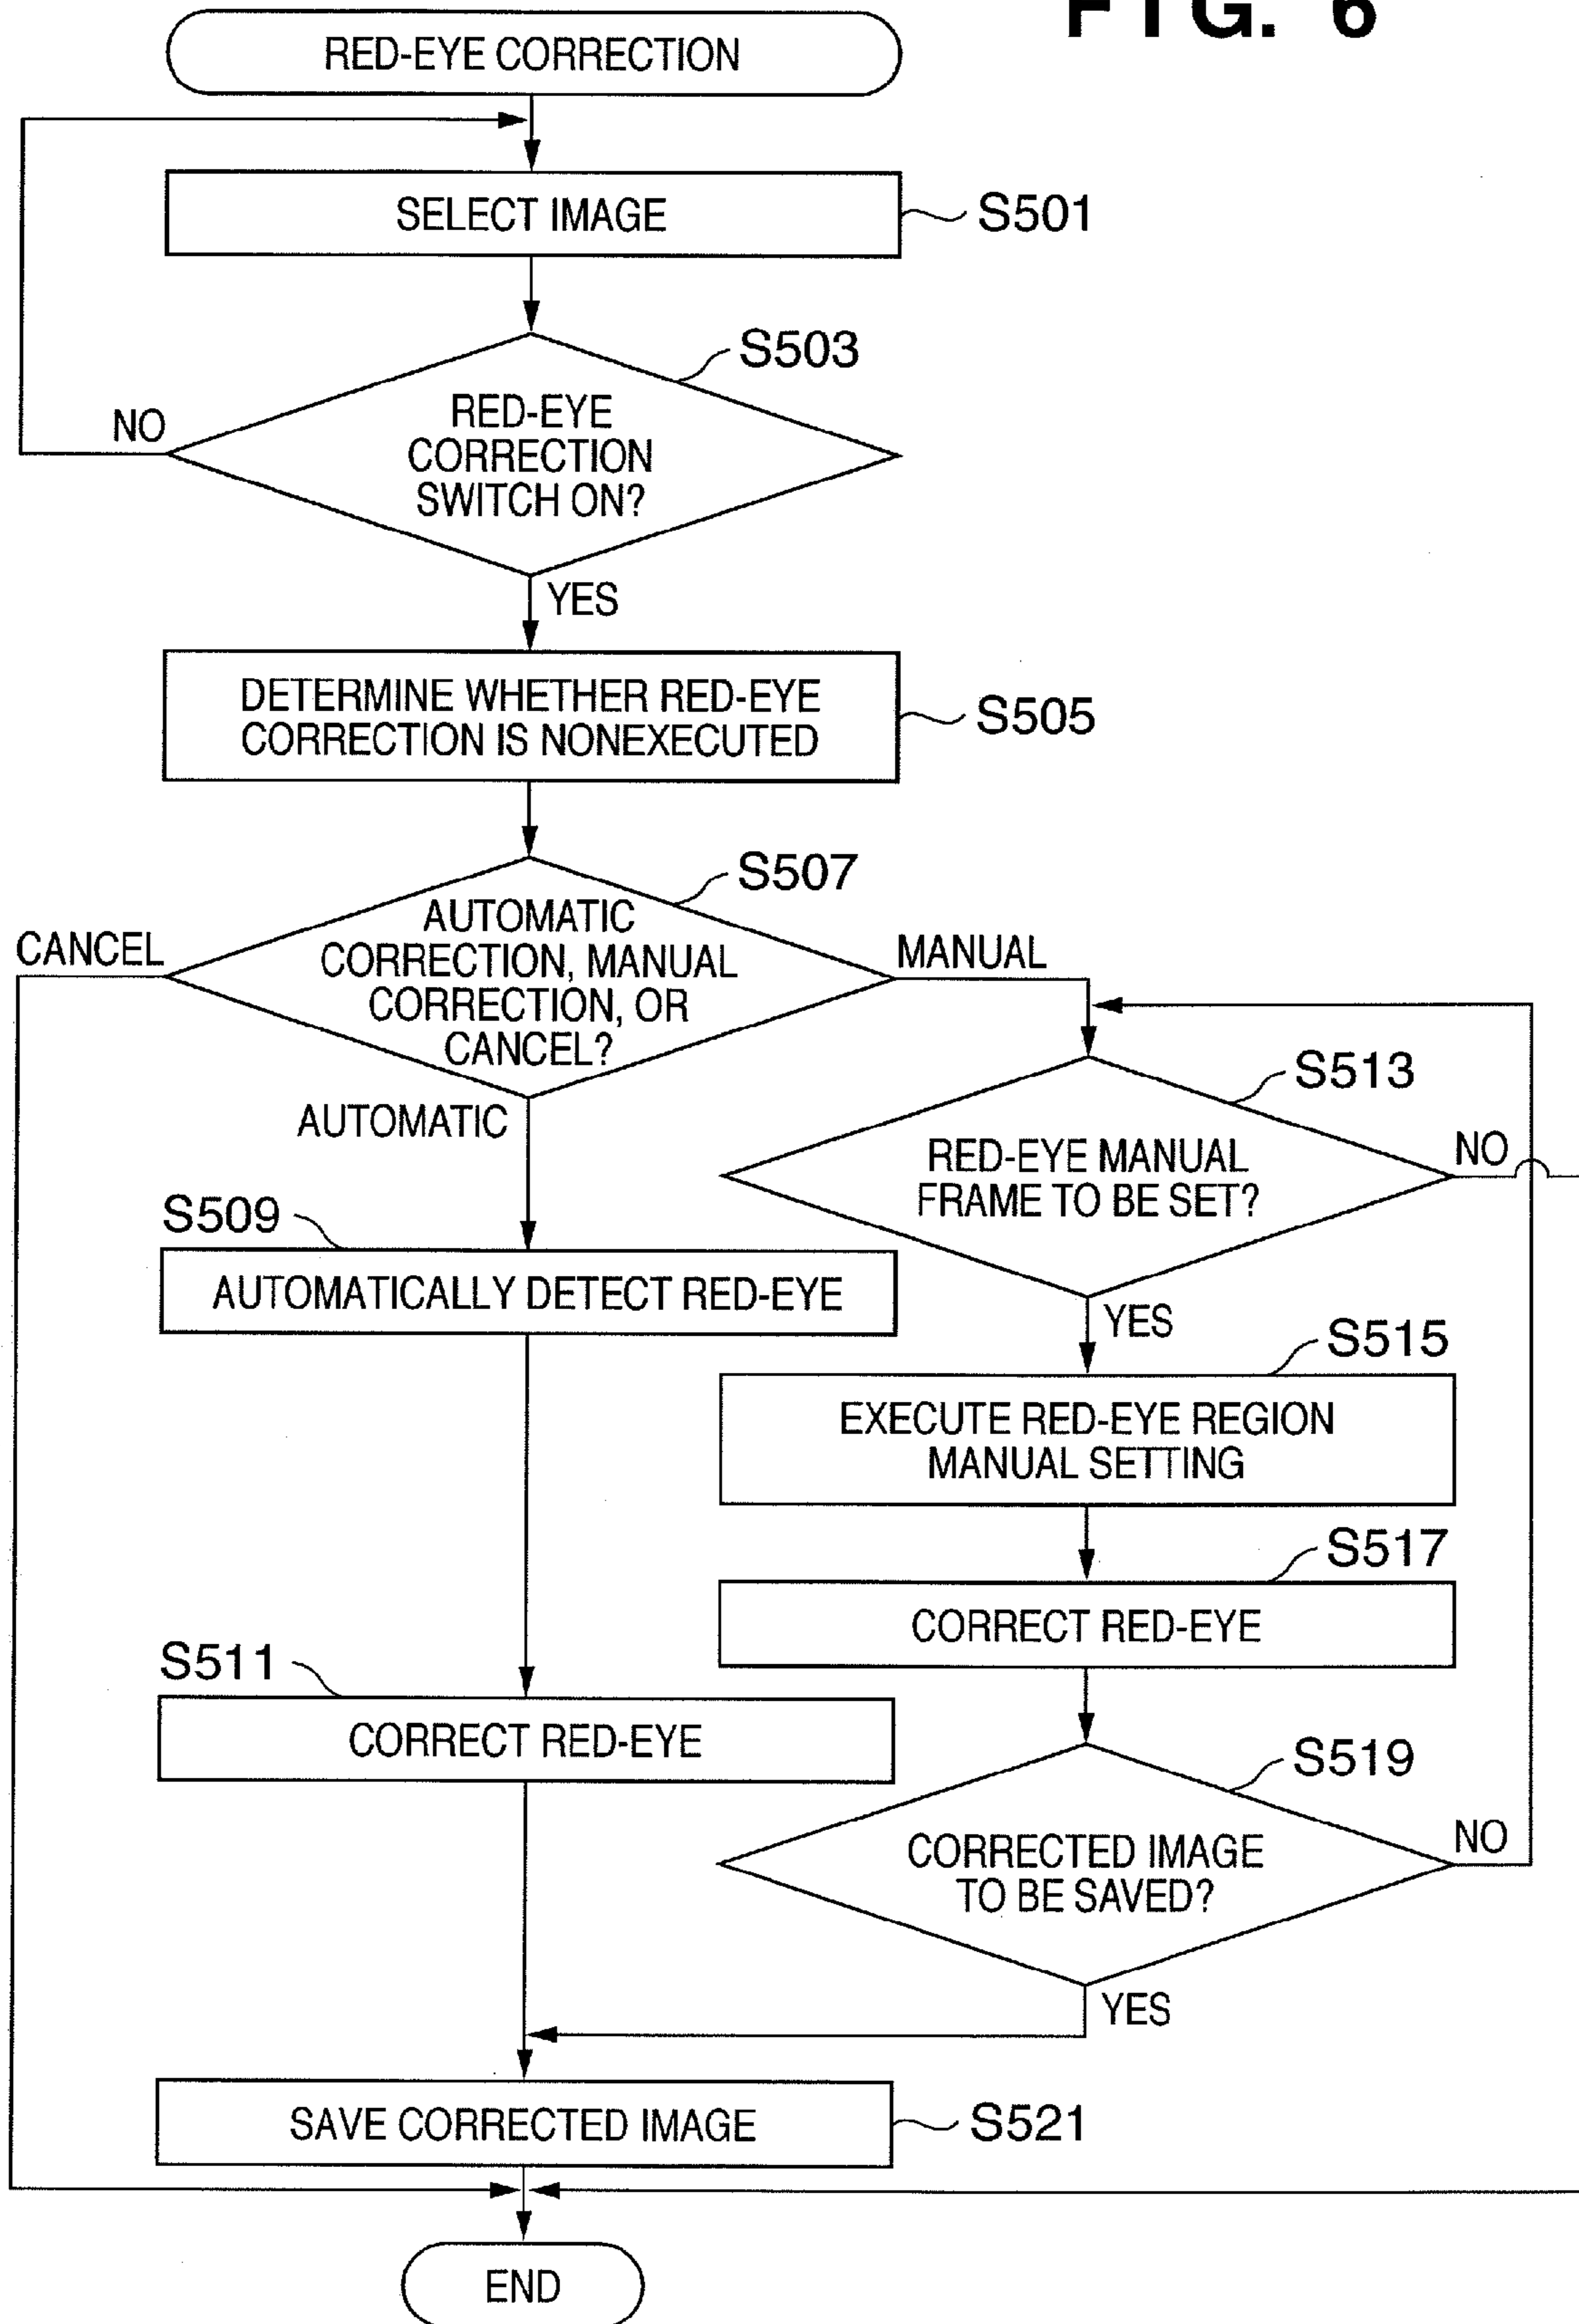 FIG. 6
RED-EYE CORRECTION
SELECT IMAGE
S501
S503
RED-EYE
CORRECTION
SWITCH ON?
NO
YES
DETERMINE WHETHER RED-EYE
CORRECTION IS NONEXECUTED
S505
S507
AUTOMATIC
CORRECTION, MANUAL
CORRECTION, OR
CANCEL?
CANCEL
MANUAL
AUTOMATIC
S513
RED-EYE MANUAL
FRAME TO BE SET?
NO
YES
S509
AUTOMATICALLY DETECT RED-EYE
S515
EXECUTE RED-EYE REGION
MANUAL SETTING
S517
CORRECT RED-EYE
S511
CORRECT RED-EYE
S519
CORRECTED IMAGE
TO BE SAVED?
NO
YES
SAVE CORRECTED IMAGE
S521
END